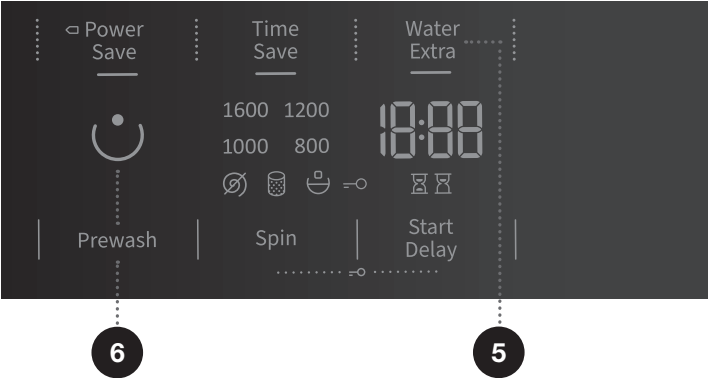 Power Save
Time Save
Water Extra
1600 1200
1000 800
18:88
Prewash
Spin
Start Delay
6
5